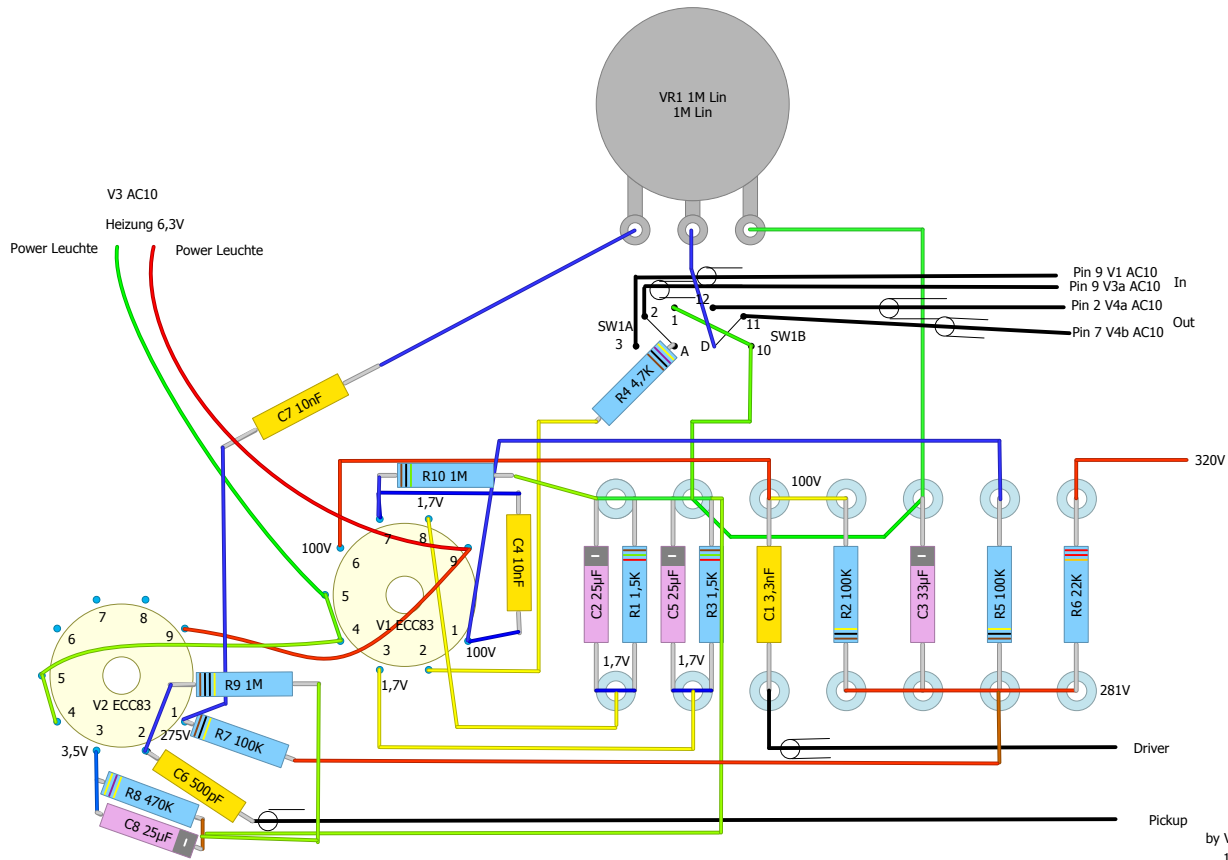 VR1 1M Lin
1M Lin
V3 AC10
Heizung 6,3V
Power Leuchte
Power Leuchte
Pin 9 V1 AC10
In
Pin 9 V3a AC10
Pin 2 V4a AC10
Out
Pin 7 V4b AC10
12
2
1
11
SW1A
SW1B
3
A
D
10
R4 4,7K
C7 10nF
320V
R10 1M
1,7V
100V
100V
7
8
6
9
5
4
1
3
2
V1 ECC83
100V
1,7V
C4 10nF
C2 25µF
R1 1,5K
C5 25µF
R3 1,5K
C1 3,3nF
R2 100K
C3 33µF
R5 100K
R6 22K
1,7V
1,7V
281V
7
8
6
9
5
4
3
2
1
V2 ECC83
R9 1M
275V
R7 100K
3,5V
C6 500pF
R8 470K
C8 25µF
Driver
Pickup
by V
1